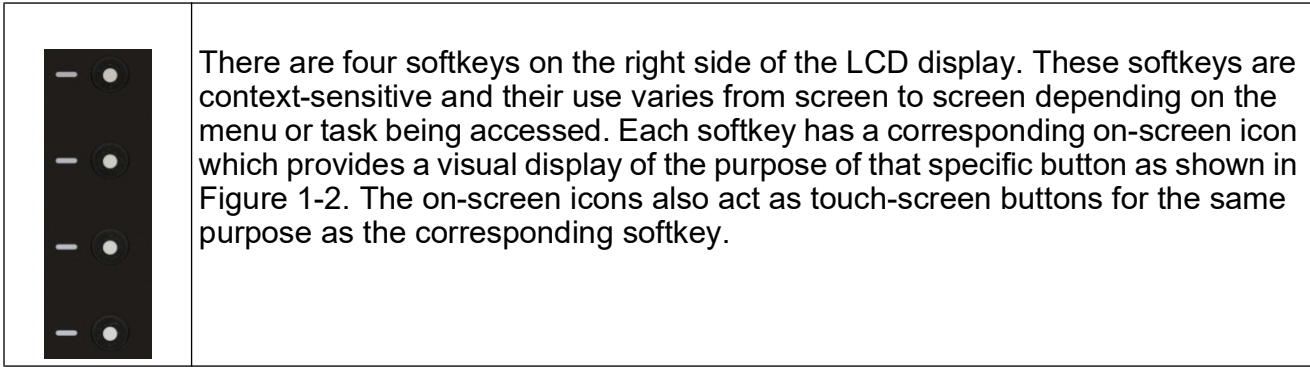 There are four softkeys on the right side of the LCD display. These softkeys are
context-sensitive and their use varies from screen to screen depending on the
menu or task being accessed. Each softkey has a corresponding on-screen icon
which provides a visual display of the purpose of that specific button as shown in
Figure 1-2. The on-screen icons also act as touch-screen buttons for the same
purpose as the corresponding softkey.